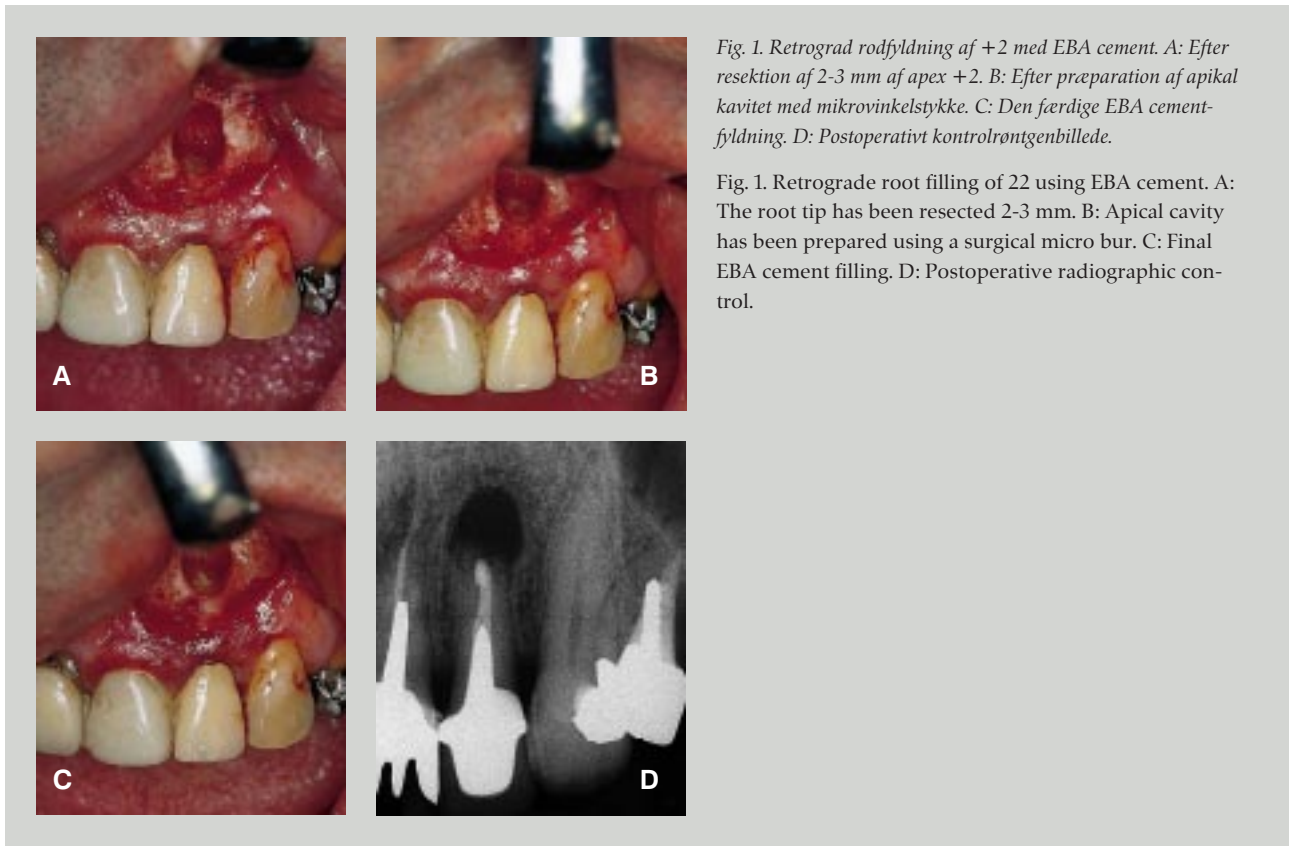 Fig. 1. Retrograd rodfyldning af +2 med EBA cement. A: Efter
resektion af 2-3 mm af apex +2. B: Efter præparation af apikal
kavitet med mikrovinkelstykke. C: Den færdige EBA cement-
fyldning. D: Postoperativt kontrolrøntgenbillede.
Fig. 1. Retrograde root filling of 22 using EBA cement. A:
The root tip has been resected 2-3 mm. B: Apical cavity
has been prepared using a surgical micro bur. C: Final
EBA cement filling. D: Postoperative radiographic con-
trol.
A
B
C
D